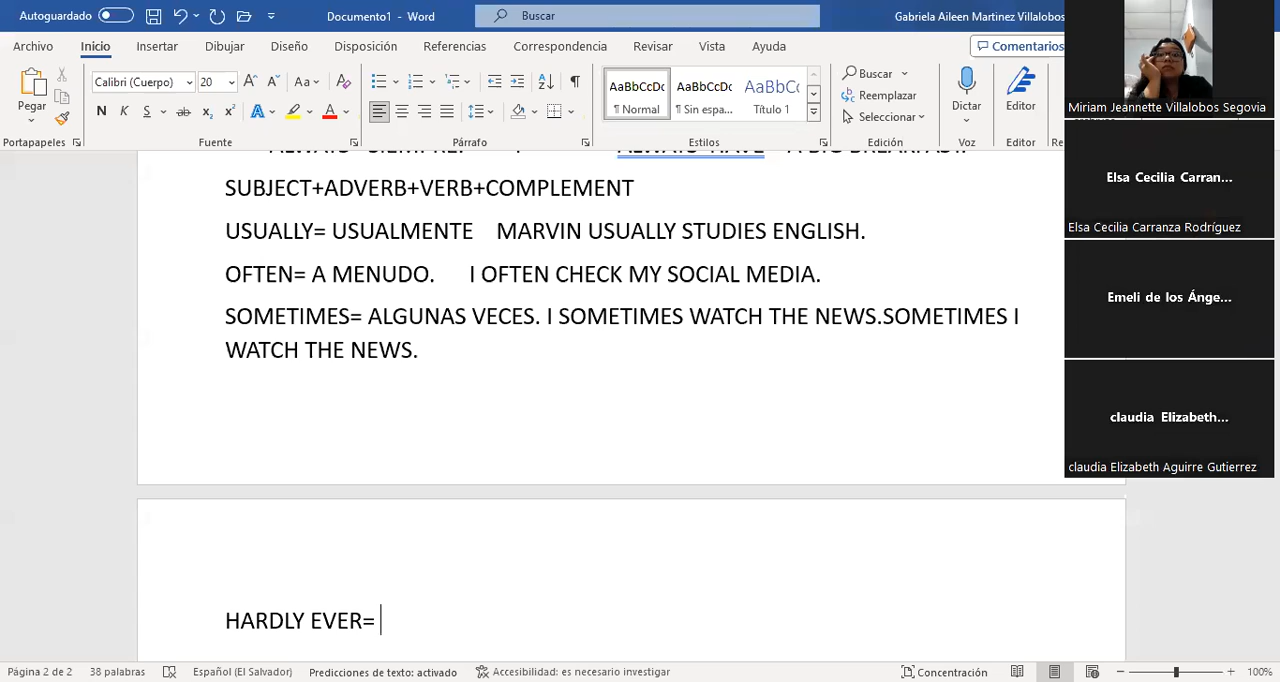 Autoguardado
Documento1 - Word
Buscar
Gabriela Aileen Martinez Villalobos
Archivo Inicio Insertar Dibujar Diseño Disposición Referencias Correspondencia Revisar Vista Ayuda
Comentarios
Pegar
Calibri (Cuerpo) 20
AaBbCcDc AaBbCcDc AaBbCc
¶ Normal ¶ Sin espa... Título 1
Buscar
Reemplazar
Seleccionar
Dictar
Editor
Portapapeles Fuente Párrafo Estilos Edición Voz Editor Re
SUBJECT+ADVERB+VERB+COMPLEMENT
USUALLY= USUALMENTE MARVIN USUALLY STUDIES ENGLISH.
OFTEN= A MENUDO. I OFTEN CHECK MY SOCIAL MEDIA.
SOMETIMES= ALGUNAS VECES. I SOMETIMES WATCH THE NEWS.SOMETIMES I
WATCH THE NEWS.
HARDLY EVER=
Página 2 de 2 38 palabras Español (El Salvador) Predicciones de texto: activado Accesibilidad: es necesario investigar Concentración 100%
Miriam Jeannette Villalobos Segovia
Elsa Cecilia Carran...
Elsa Cecilia Carranza Rodríguez
Emeli de los Ánge...
claudia Elizabeth...
claudia Elizabeth Aguirre Gutierrez